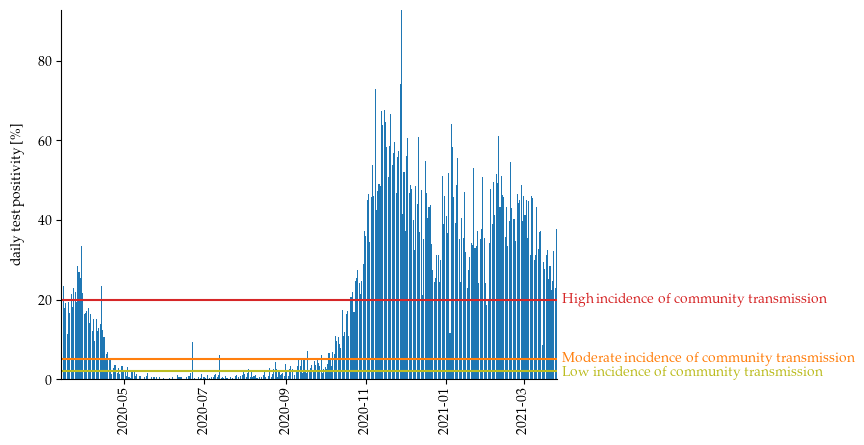 daily test positivity [%]
80
60
40
20
0
High incidence of community transmission
Moderate incidence of community transmission
Low incidence of community transmission
2020-05
2020-07
2020-09
2020-11
2021-01
2021-03